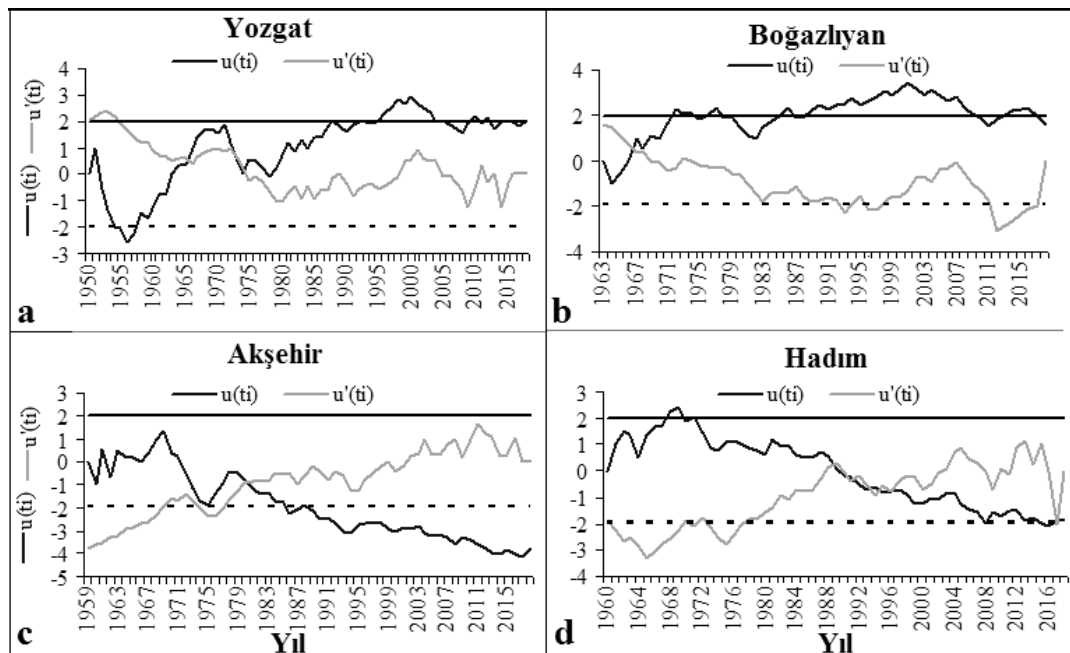 Yozgat
u(ti) u'(ti)
u(ti) u'(ti)
4
3
2
1
0
-1
-2
-3
1950 1955 1960 1965 1970 1975 1980 1985 1990 1995 2000 2005 2010 2015
a
Boğazlıyan
u(ti) u'(ti)
4
2
0
-2
-4
1963 1967 1971 1975 1979 1983 1987 1991 1995 1999 2003 2007 2011 2015
b
Akşehir
u(ti) u'(ti)
u(ti) u'(ti)
3
2
1
0
-1
-2
-3
-4
-5
1959 1963 1967 1971 1975 1979 1983 1987 1991 1995 1999 2003 2007 2011 2015
c
Yıl
Hadım
u(ti) u'(ti)
3
2
1
0
-1
-2
-3
-4
1960 1964 1968 1972 1976 1980 1984 1988 1992 1996 2000 2004 2008 2012 2016
d
Yıl